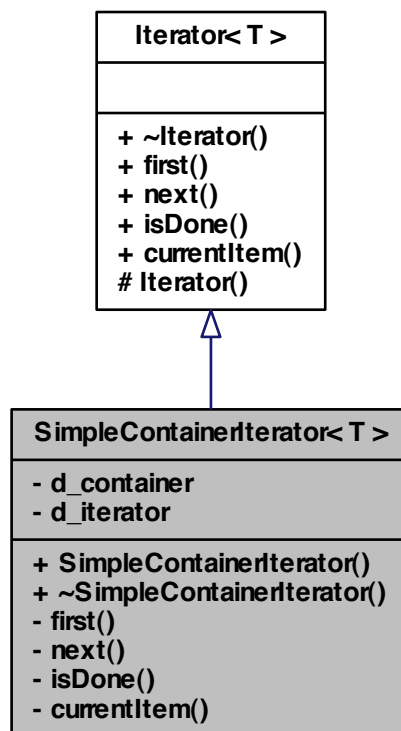 Iterator< T >
+ ~Iterator()
+ first()
+ next()
+ isDone()
+ currentItem()
# Iterator()
SimpleContainerIterator< T >
- d_container
- d_iterator
+ SimpleContainerIterator()
+ ~SimpleContainerIterator()
- first()
- next()
- isDone()
- currentItem()